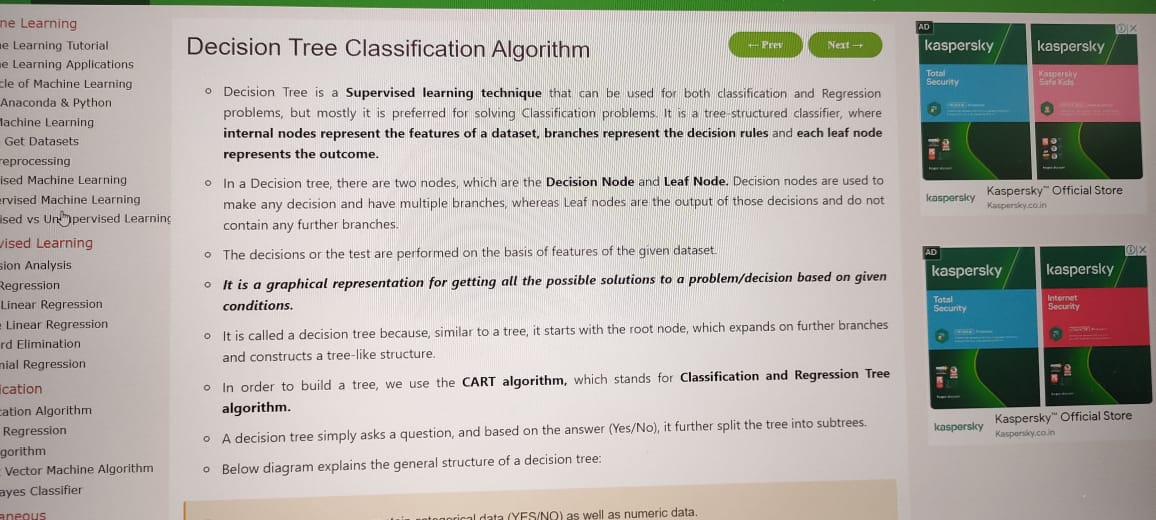 ne Learning
e Learning Tutorial
e Learning Applications
cle of Machine Learning
Anaconda & Python
lachine Learning
Get Datasets
reprocessing
ised Machine Learning
ervised Machine Learning
ised vs Un pervised Learning
vised Learning
sion Analysis
Regression
Linear Regression
Linear Regression
rd Elimination
nial Regression
ication
cation Algorithm
Regression
gorithm
Vector Machine Algorithm
ayes Classifier
aneous
Decision Tree Classification Algorithm
← Prev
Next →
Decision Tree is a Supervised learning technique that can be used for both classification and Regression
problems, but mostly it is preferred for solving Classification problems. It is a tree-structured classifier, where
internal nodes represent the features of a dataset, branches represent the decision rules and each leaf node
represents the outcome.
In a Decision tree, there are two nodes, which are the Decision Node and Leaf Node. Decision nodes are used to
make any decision and have multiple branches, whereas Leaf nodes are the output of those decisions and do not
contain any further branches.
The decisions or the test are performed on the basis of features of the given dataset.
It is a graphical representation for getting all the possible solutions to a problem/decision based on given
conditions.
It is called a decision tree because, similar to a tree, it starts with the root node, which expands on further branches
and constructs a tree-like structure.
In order to build a tree, we use the CART algorithm, which stands for Classification and Regression Tree
algorithm.
A decision tree simply asks a question, and based on the answer (Yes/No), it further split the tree into subtrees.
Below diagram explains the general structure of a decision tree:
data (YES/NO) as well as numeric data.
AD
kaspersky
kaspersky
Total
Security
Kaspersky
Safe Kids
kaspersky
Kaspersky™ Official Store
Kaspersky.co.in
AD
kaspersky
kaspersky
Total
Security
Internet
Security
kaspersky
Kaspersky™ Official Store
Kaspersky.co.in